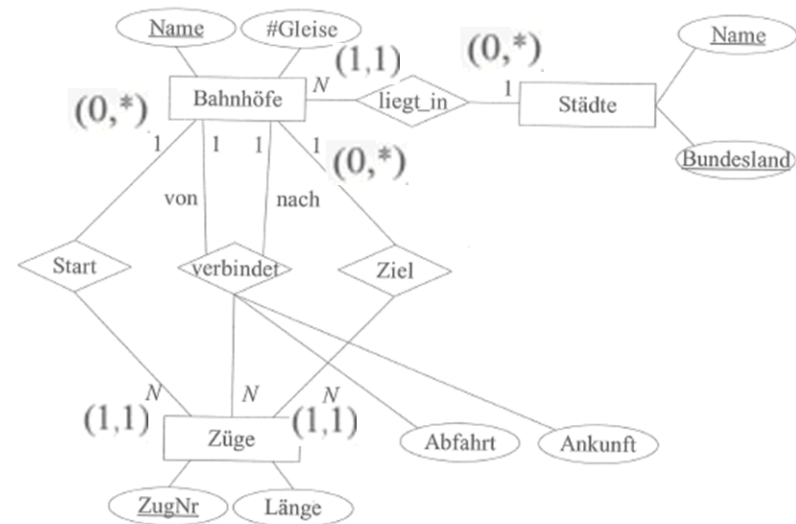 Name
#Gleise
Name
(1,1)
(0,*)
N
Bahnhöfe
liegt_in
1
Städte
(0,*)
1
1
1
1
(0,*)
Bundesland
von
nach
Start
verbindet
Ziel
N
N
N
(1,1)
Züge
(1,1)
Abfahrt
Ankunft
ZugNr
Länge